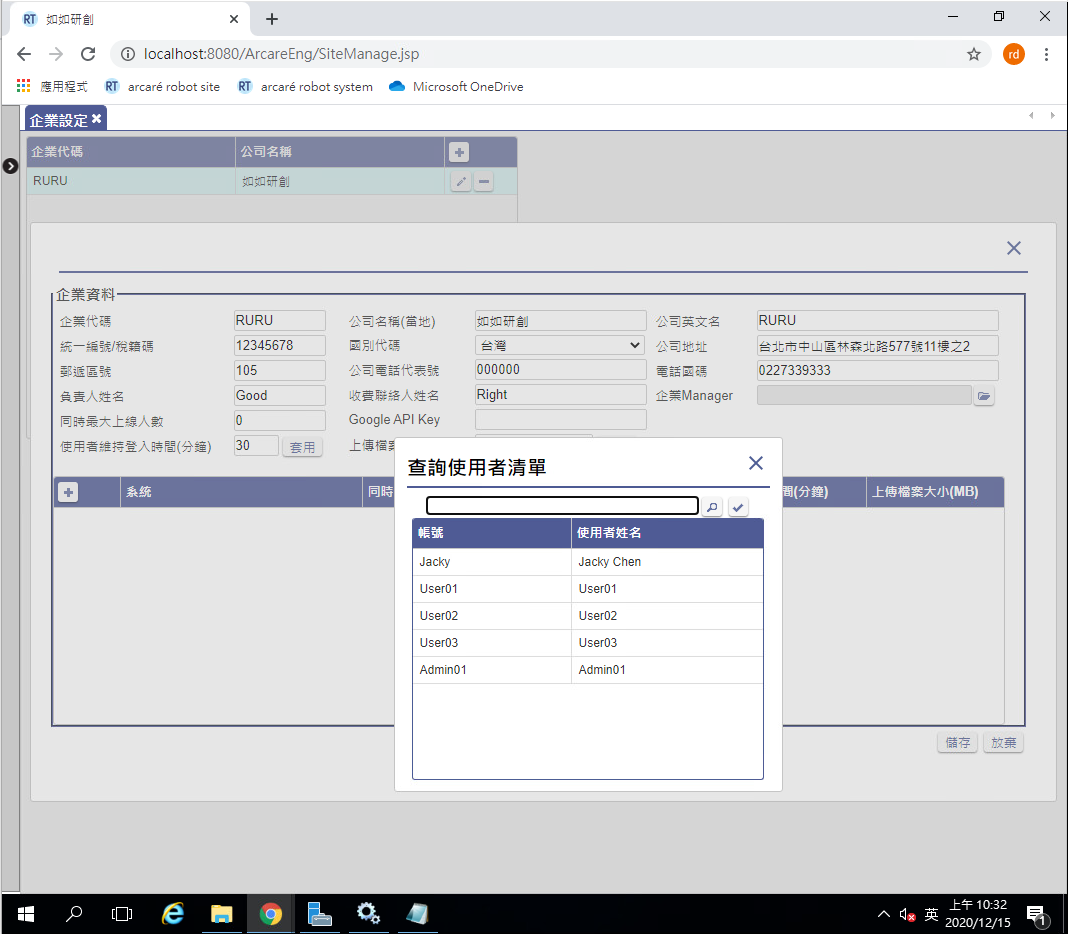 RT 如如研創
localhost:8080/ArcareEng/SiteManage.jsp
rd
應用程式 RT arcaré robot site RT arcaré robot system Microsoft OneDrive
企業設定
企業代碼 公司名稱
RURU 如如研創
企業資料
企業代碼 RURU 公司名稱(當地) 如如研創 公司英文名 RURU
統一編號/稅籍碼 12345678 國別代碼 台灣 公司地址 台北市中山區林森北路577號11樓之2
郵遞區號 105 公司電話代表號 000000 電話國碼 0227339333
負責人姓名 Good 收費聯絡人姓名 Right 企業Manager
同時最大上線人數 0 Google API Key
使用者維持登入時間(分鐘) 30 套用 上傳檔案
系統 同時 間(分鐘) 上傳檔案大小(MB)
查詢使用者清單
帳號 使用者姓名
Jacky Jacky Chen
User01 User01
User02 User02
User03 User03
Admin01 Admin01
儲存 放棄
英 上午 10:32
2020/12/15
1